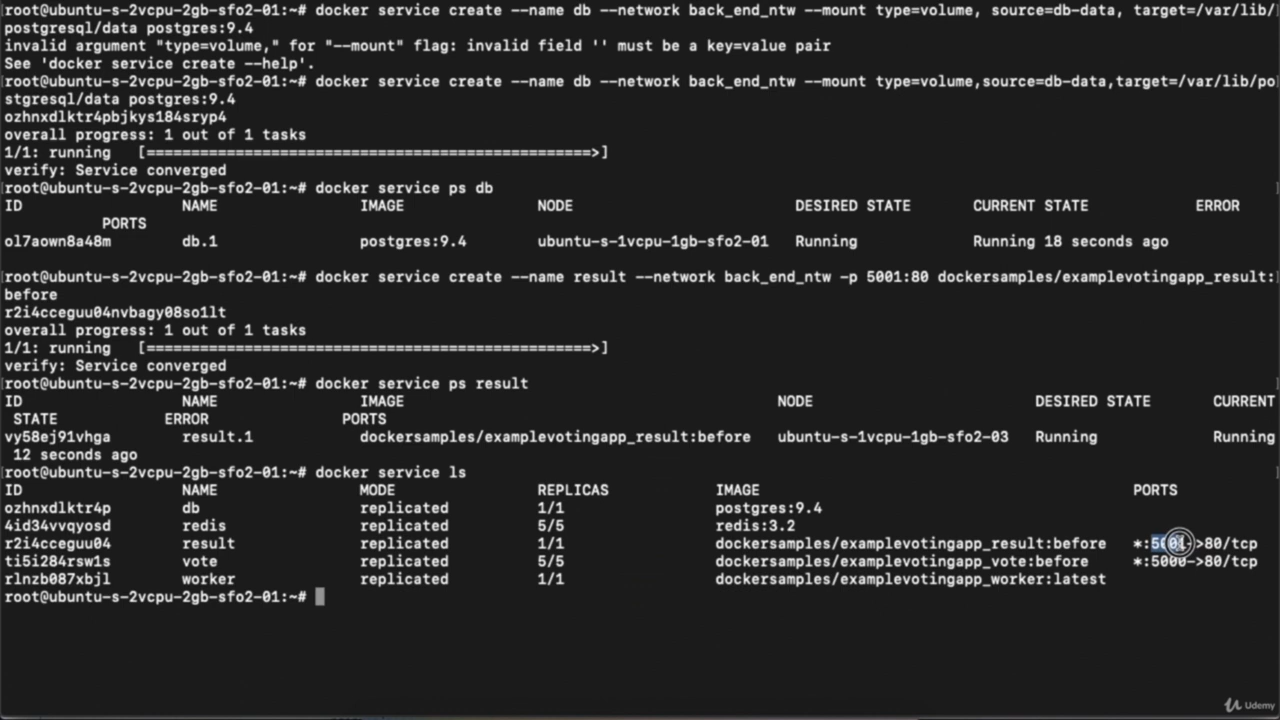 root@ubuntu-s-2vcpu-2gb-sfo2-01:~# docker service create --name db --network back_end_ntw --mount type=volume, source=db-data, target=/var/lib/
postgresql/data postgres:9.4
invalid argument "type=volume," for "--mount" flag: invalid field '' must be a key=value pair
See 'docker service create --help'.
root@ubuntu-s-2vcpu-2gb-sfo2-01:~# docker service create --name db --network back_end_ntw --mount type=volume,source=db-data,target=/var/lib/po
stgresql/data postgres:9.4
ozhnxdlktr4pbjkys184sryp4
overall progress: 1 out of 1 tasks
1/1: running   [==================================================>]
verify: Service converged
root@ubuntu-s-2vcpu-2gb-sfo2-01:~# docker service ps db
ID                  NAME                IMAGE               NODE                         DESIRED STATE       CURRENT STATE            ERROR
           PORTS
ol7aown8a48m        db.1                postgres:9.4        ubuntu-s-1vcpu-1gb-sfo2-01   Running             Running 18 seconds ago
root@ubuntu-s-2vcpu-2gb-sfo2-01:~# docker service create --name result --network back_end_ntw -p 5001:80 dockersamples/examplevotingapp_result:
before
r2i4cceguu04nvbagy08so1lt
overall progress: 1 out of 1 tasks
1/1: running   [==================================================>]
verify: Service converged
root@ubuntu-s-2vcpu-2gb-sfo2-01:~# docker service ps result
ID                  NAME                IMAGE                                          NODE                         DESIRED STATE       CURRENT
 STATE            ERROR               PORTS
vy58ej91vhga        result.1            dockersamples/examplevotingapp_result:before   ubuntu-s-1vcpu-1gb-sfo2-03   Running             Running
 12 seconds ago
root@ubuntu-s-2vcpu-2gb-sfo2-01:~# docker service ls
ID                  NAME                MODE                REPLICAS            IMAGE                                          PORTS
ozhnxdlktr4p        db                  replicated          1/1                 postgres:9.4
4id34vvqyosd        redis               replicated          5/5                 redis:3.2
r2i4cceguu04        result              replicated          1/1                 dockersamples/examplevotingapp_result:before   *:5001->80/tcp
ti5i284rsw1s        vote                replicated          5/5                 dockersamples/examplevotingapp_vote:before     *:5000->80/tcp
rlnzb087xbjl        worker              replicated          1/1                 dockersamples/examplevotingapp_worker:latest
root@ubuntu-s-2vcpu-2gb-sfo2-01:~#
Udemy